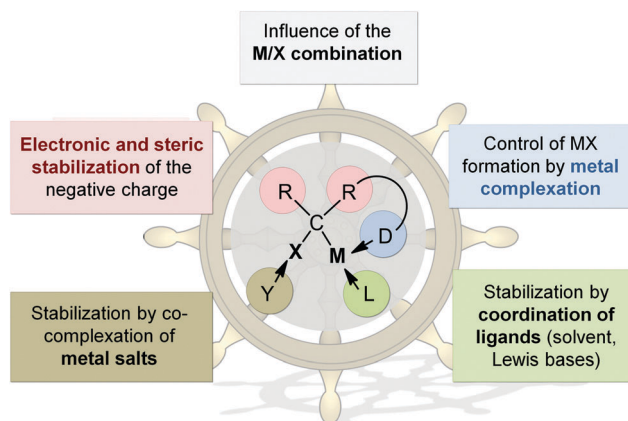 Influence of the
M/X combination
Electronic and steric
stabilization of the
negative charge
Control of MX
formation by metal
complexation
R
R
C
X
M
D
Y
L
Stabilization by co-
complexation of
metal salts
Stabilization by
coordination of
ligands (solvent,
Lewis bases)